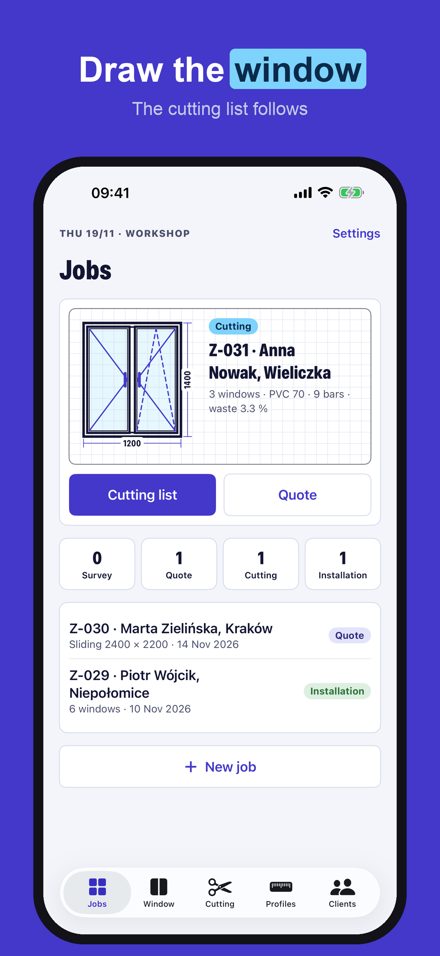 Draw the window
The cutting list follows
09:41
THU 19/11 · WORKSHOP
Settings
Jobs
Cutting
Z-031 · Anna
Nowak, Wieliczka
3 windows · PVC 70 · 9 bars ·
waste 3.3 %
1400
1200
Cutting list
Quote
0
Survey
1
Quote
1
Cutting
1
Installation
Z-030 · Marta Zielińska, Kraków
Sliding 2400 × 2200 · 14 Nov 2026
Quote
Z-029 · Piotr Wójcik,
Niepołomice
6 windows · 10 Nov 2026
Installation
+ New job
Jobs
Window
Cutting
Profiles
Clients